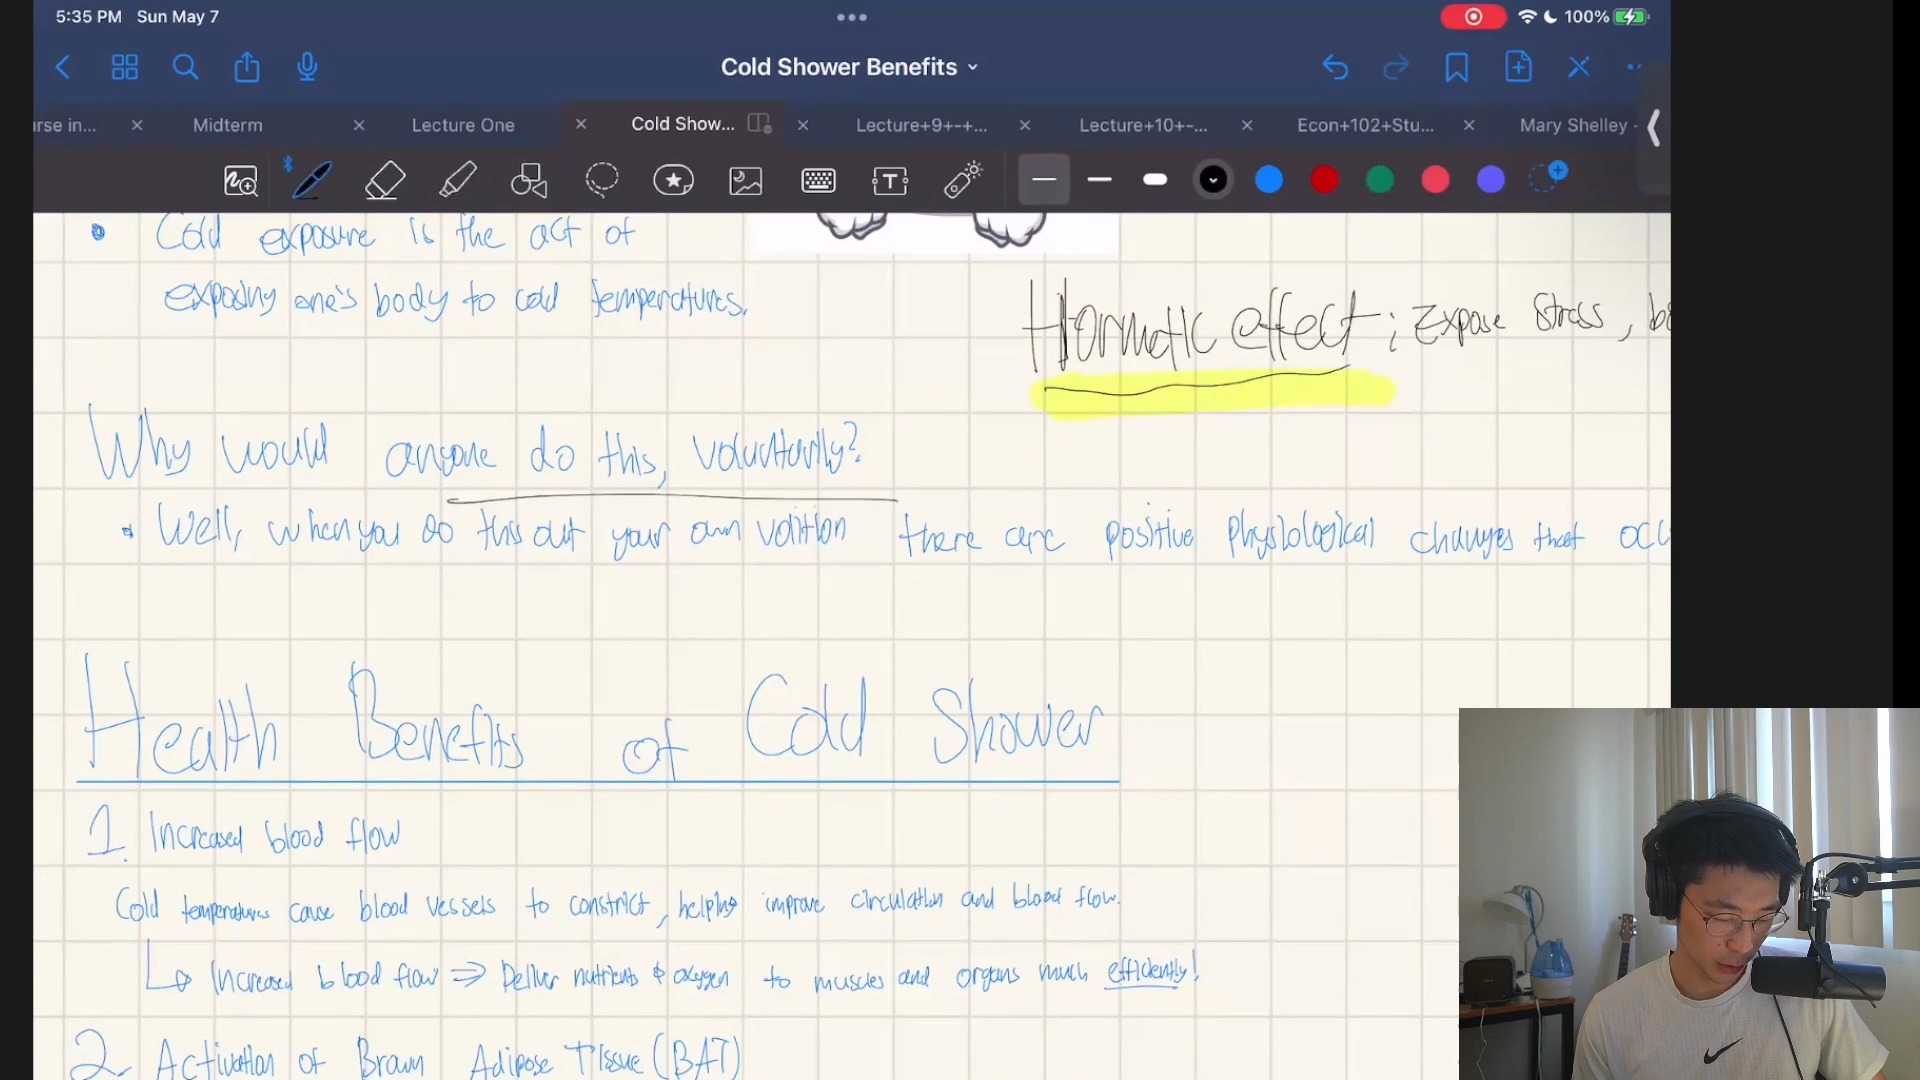 5:35 PM Sun May 7
100%
Cold Shower Benefits
rse in...
Midterm
Lecture One
Cold Show...
Lecture+9+-+...
Lecture+10+-...
Econ+102+Stu...
Mary Shelley -
Cold exposure is the act of
exposing one's body to cold temperatures.
Hormetic effect: Expose Stress, b
Why would anyone do this, voluntarily?
Well, when you do this out your own volition there are positive physiological changes that occu
Health Benefits of Cold Shower
1. Increased blood flow
Cold temperatures cause blood vessels to constrict, helping improve circulation and blood flow.
↳ Increased blood flow => Deliver nutrients & oxygen to muscles and organs much efficiently!
2. Activation of Brown Adipose Tissue (BAT)